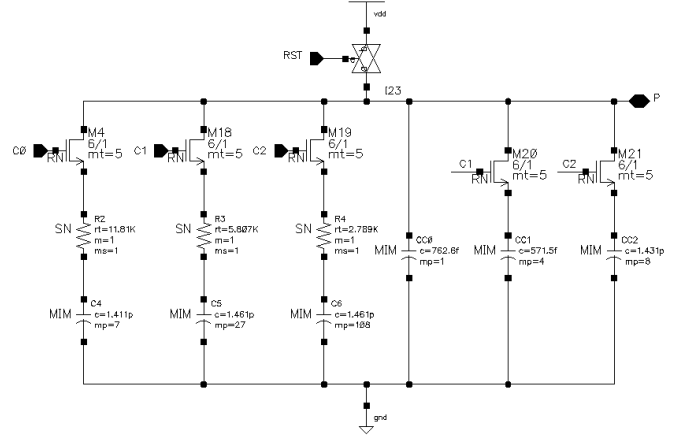 vdd
RST
I23
P
C0
RN
M4
6/1
mt=5
C1
RN
M18
6/1
mt=5
C2
RN
M19
6/1
mt=5
C1
RN
M20
6/1
mt=5
C2
RN
M21
6/1
mt=5
SN
R2
rt=11.81K
m=1
ms=1
SN
R3
rt=5.807K
m=1
ms=1
SN
R4
rt=2.789K
m=1
ms=1
MIM
CC0
c=762.6f
mp=1
MIM
CC1
c=571.5f
mp=4
MIM
CC2
c=1.431p
mp=8
MIM
C4
c=1.411p
mp=7
MIM
C5
c=1.461p
mp=27
MIM
C6
c=1.461p
mp=108
gnd